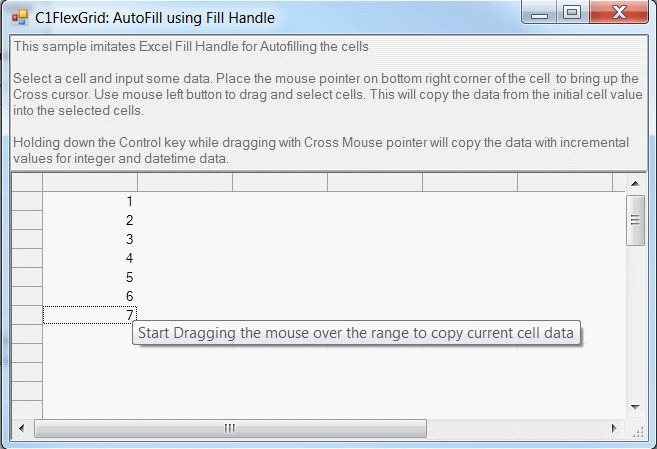 C1FlexGrid: AutoFill using Fill Handle
This sample imitates Excel Fill Handle for Autofilling the cells
Select a cell and input some data. Place the mouse pointer on bottom right corner of the cell to bring up the
Cross cursor. Use mouse left button to drag and select cells. This will copy the data from the initial cell value
into the selected cells.
Holding down the Control key while dragging with Cross Mouse pointer will copy the data with incremental
values for integer and datetime data.
1
2
3
4
5
6
7
Start Dragging the mouse over the range to copy current cell data